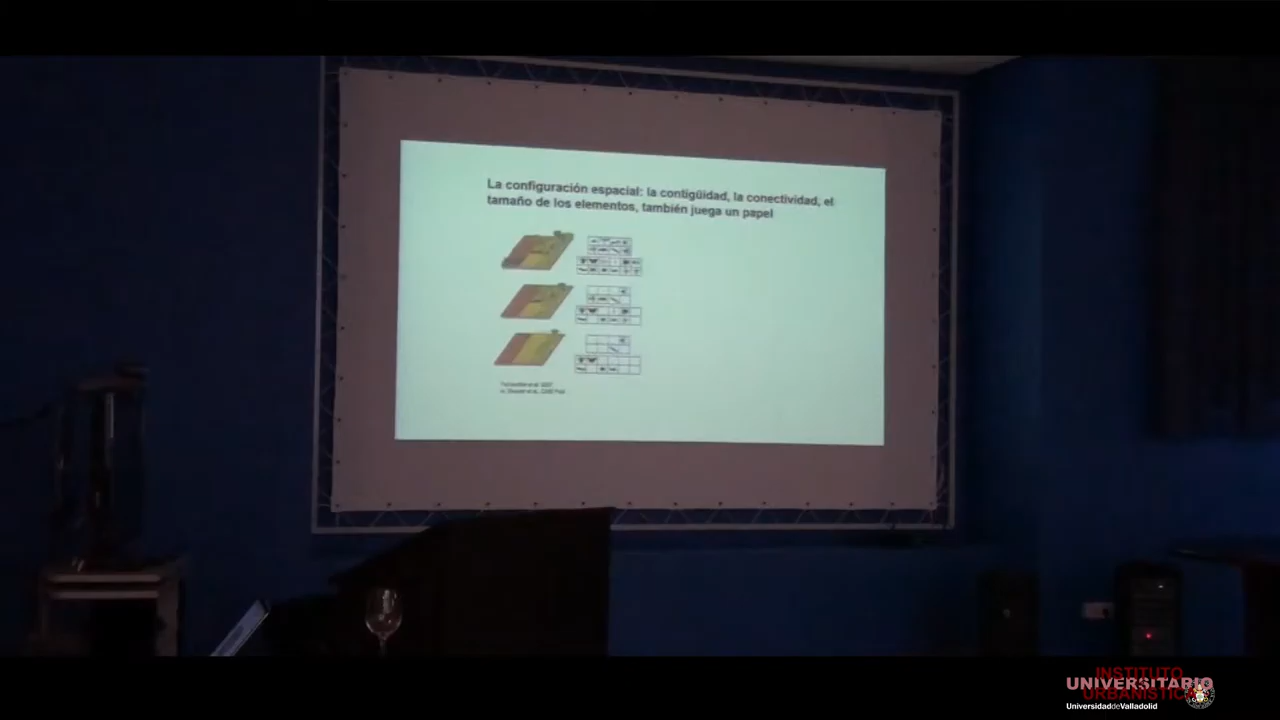 La configuración espacial: la contigüidad, la conectividad, el
tamaño de los elementos, también juega un papel
INSTITUTO
UNIVERSITARIO
URBANÍSTICA
UniversidaddeValladolid